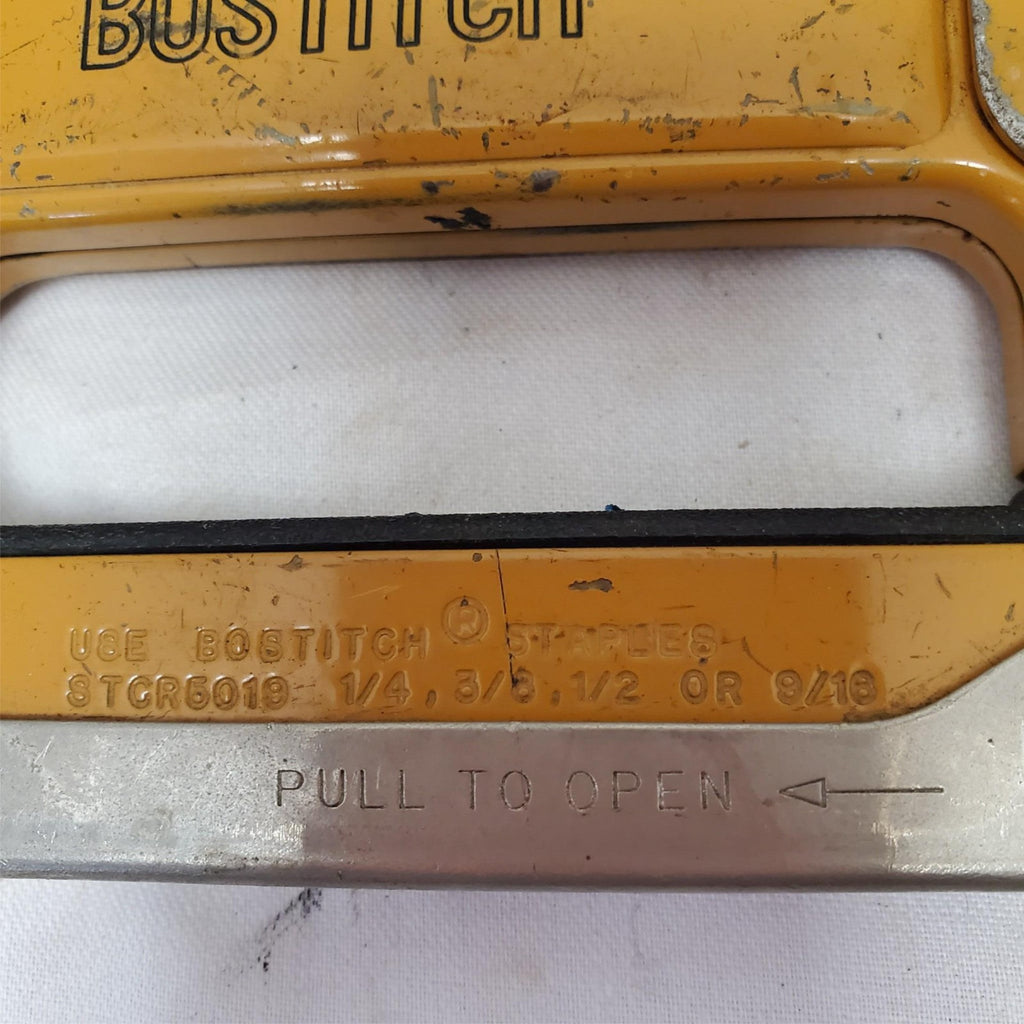 BOSTITCH
USE BOSTITCH ® STAPLES
STCR5019 1/4, 3/8, 1/2 OR 9/16
PULL TO OPEN